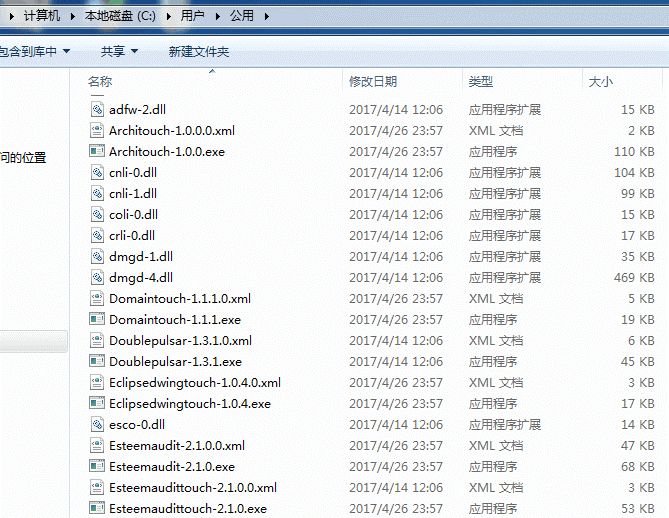 计算机 本地磁盘 (C:) 用户 公用
包含到库中 共享 新建文件夹
名称 修改日期 类型 大小
adfw-2.dll 2017/4/14 12:06 应用程序扩展 15 KB
Architouch-1.0.0.0.xml 2017/4/26 23:57 XML 文档 2 KB
问的位置 Architouch-1.0.0.exe 2017/4/26 23:57 应用程序 110 KB
cnli-0.dll 2017/4/14 12:06 应用程序扩展 104 KB
cnli-1.dll 2017/4/14 12:06 应用程序扩展 99 KB
coli-0.dll 2017/4/14 12:06 应用程序扩展 15 KB
crli-0.dll 2017/4/14 12:06 应用程序扩展 17 KB
dmgd-1.dll 2017/4/14 12:06 应用程序扩展 35 KB
dmgd-4.dll 2017/4/14 12:06 应用程序扩展 469 KB
Domaintouch-1.1.1.0.xml 2017/4/26 23:57 XML 文档 5 KB
Domaintouch-1.1.1.exe 2017/4/26 23:57 应用程序 19 KB
Doublepulsar-1.3.1.0.xml 2017/4/14 12:06 XML 文档 6 KB
Doublepulsar-1.3.1.exe 2017/4/14 12:06 应用程序 45 KB
Eclipsedwingtouch-1.0.4.0.xml 2017/4/26 23:57 XML 文档 3 KB
Eclipsedwingtouch-1.0.4.exe 2017/4/26 23:57 应用程序 17 KB
esco-0.dll 2017/4/14 12:06 应用程序扩展 14 KB
Esteemaudit-2.1.0.0.xml 2017/4/26 23:57 XML 文档 47 KB
Esteemaudit-2.1.0.exe 2017/4/26 23:57 应用程序 68 KB
Esteemaudittouch-2.1.0.0.xml 2017/4/14 12:06 XML 文档 3 KB
Esteemaudittouch-2.1.0.exe 2017/4/26 23:57 应用程序 53 KB